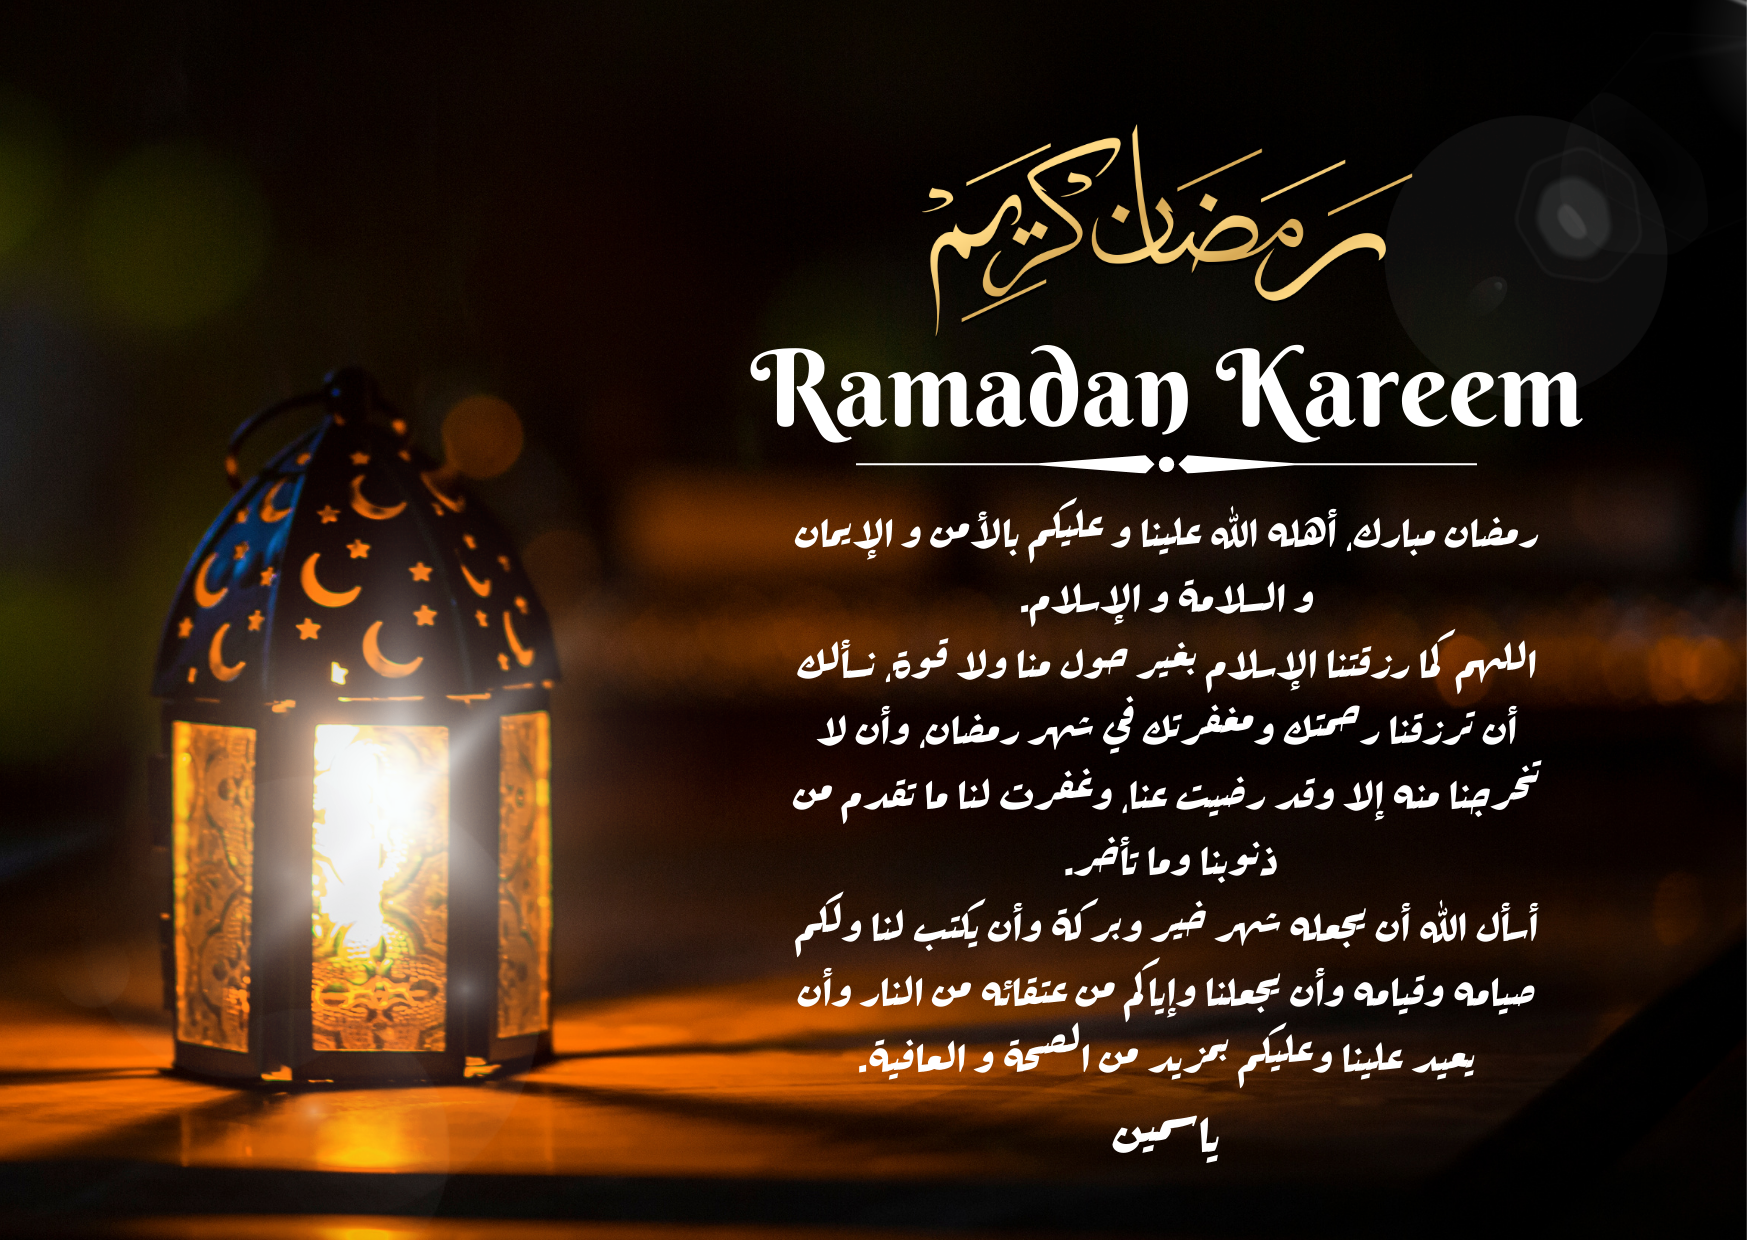 رمضان كريم
Ramadan Kareem
رمضان مبارك، أهله الله علينا و عليكم بالأمن و الإيمان
و السلامة و الإسلام.
اللهم كما رزقتنا الإسلام بغير حول منا ولا قوة، نسألك
أن ترزقنا رحمتك ومغفرتك في شهر رمضان، وأن لا
تخرجنا منه إلا وقد رضيت عنا، وغفرت لنا ما تقدم من
ذنوبنا وما تأخر.
أسأل الله أن يجعله شهر خير وبركة وأن يكتب لنا ولكم
صيامه وقيامه وأن يجعلنا وإياكم من عتقائه من النار وأن
يعيد علينا وعليكم بمزيد من الصحة و العافية.
ياسمين